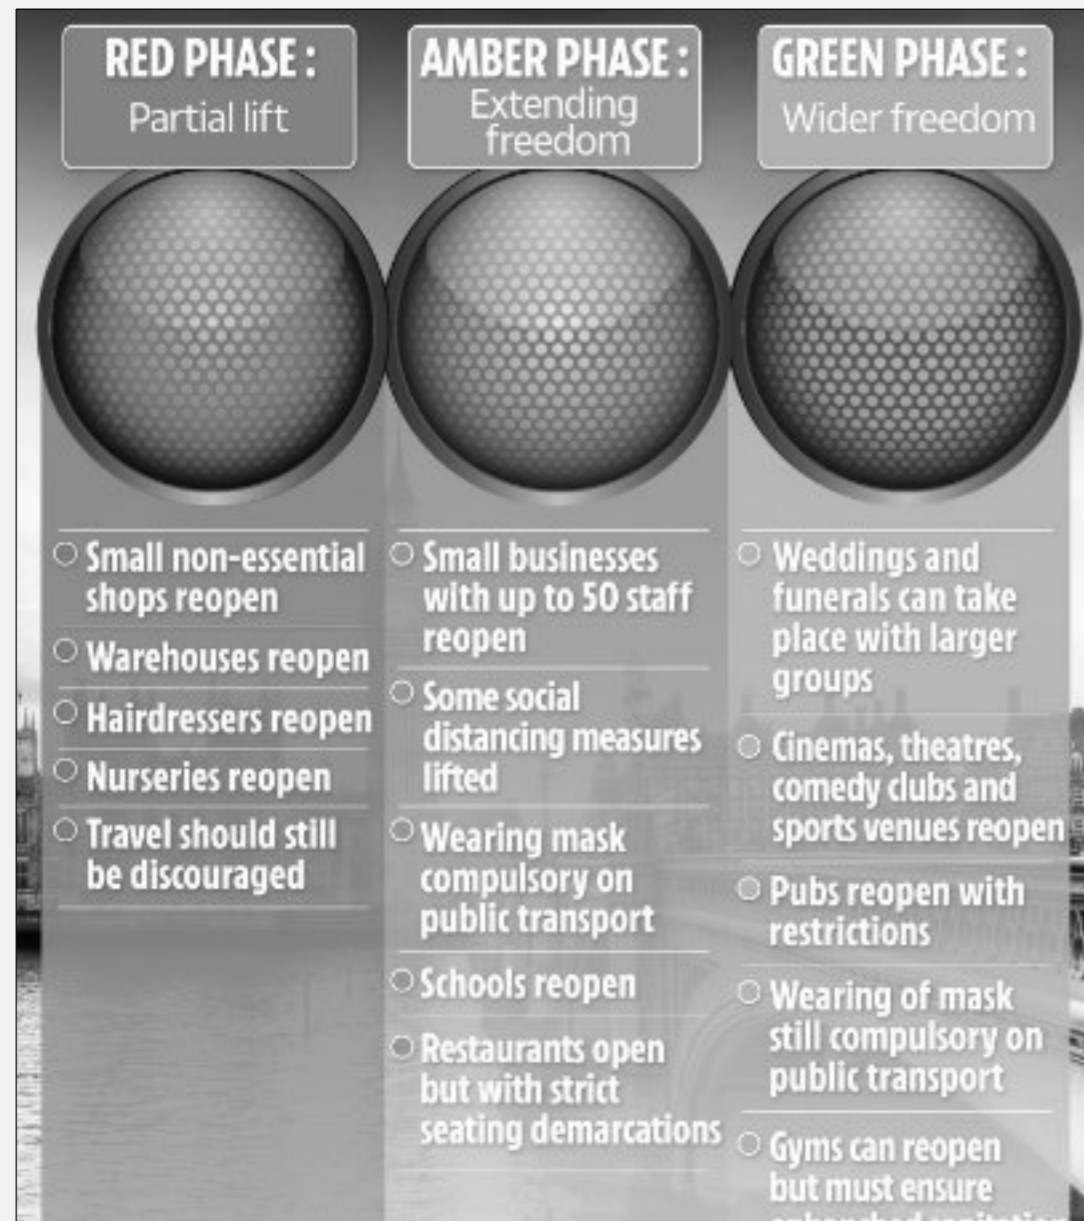 RED PHASE :
Partial lift
Small non-essential
shops reopen
Warehouses reopen
Hairdressers reopen
Nurseries reopen
Travel should still
be discouraged
AMBER PHASE :
Extending
freedom
Small businesses
with up to 50 staff
reopen
Some social
distancing measures
lifted
Wearing mask
compulsory on
public transport
Schools reopen
Restaurants open
but with strict
seating demarcations
GREEN PHASE :
Wider freedom
Weddings and
funerals can take
place with larger
groups
Cinemas, theatres,
comedy clubs and
sports venues reopen
Pubs reopen with
restrictions
Wearing of mask
still compulsory on
public transport
Gyms can reopen
but must ensure